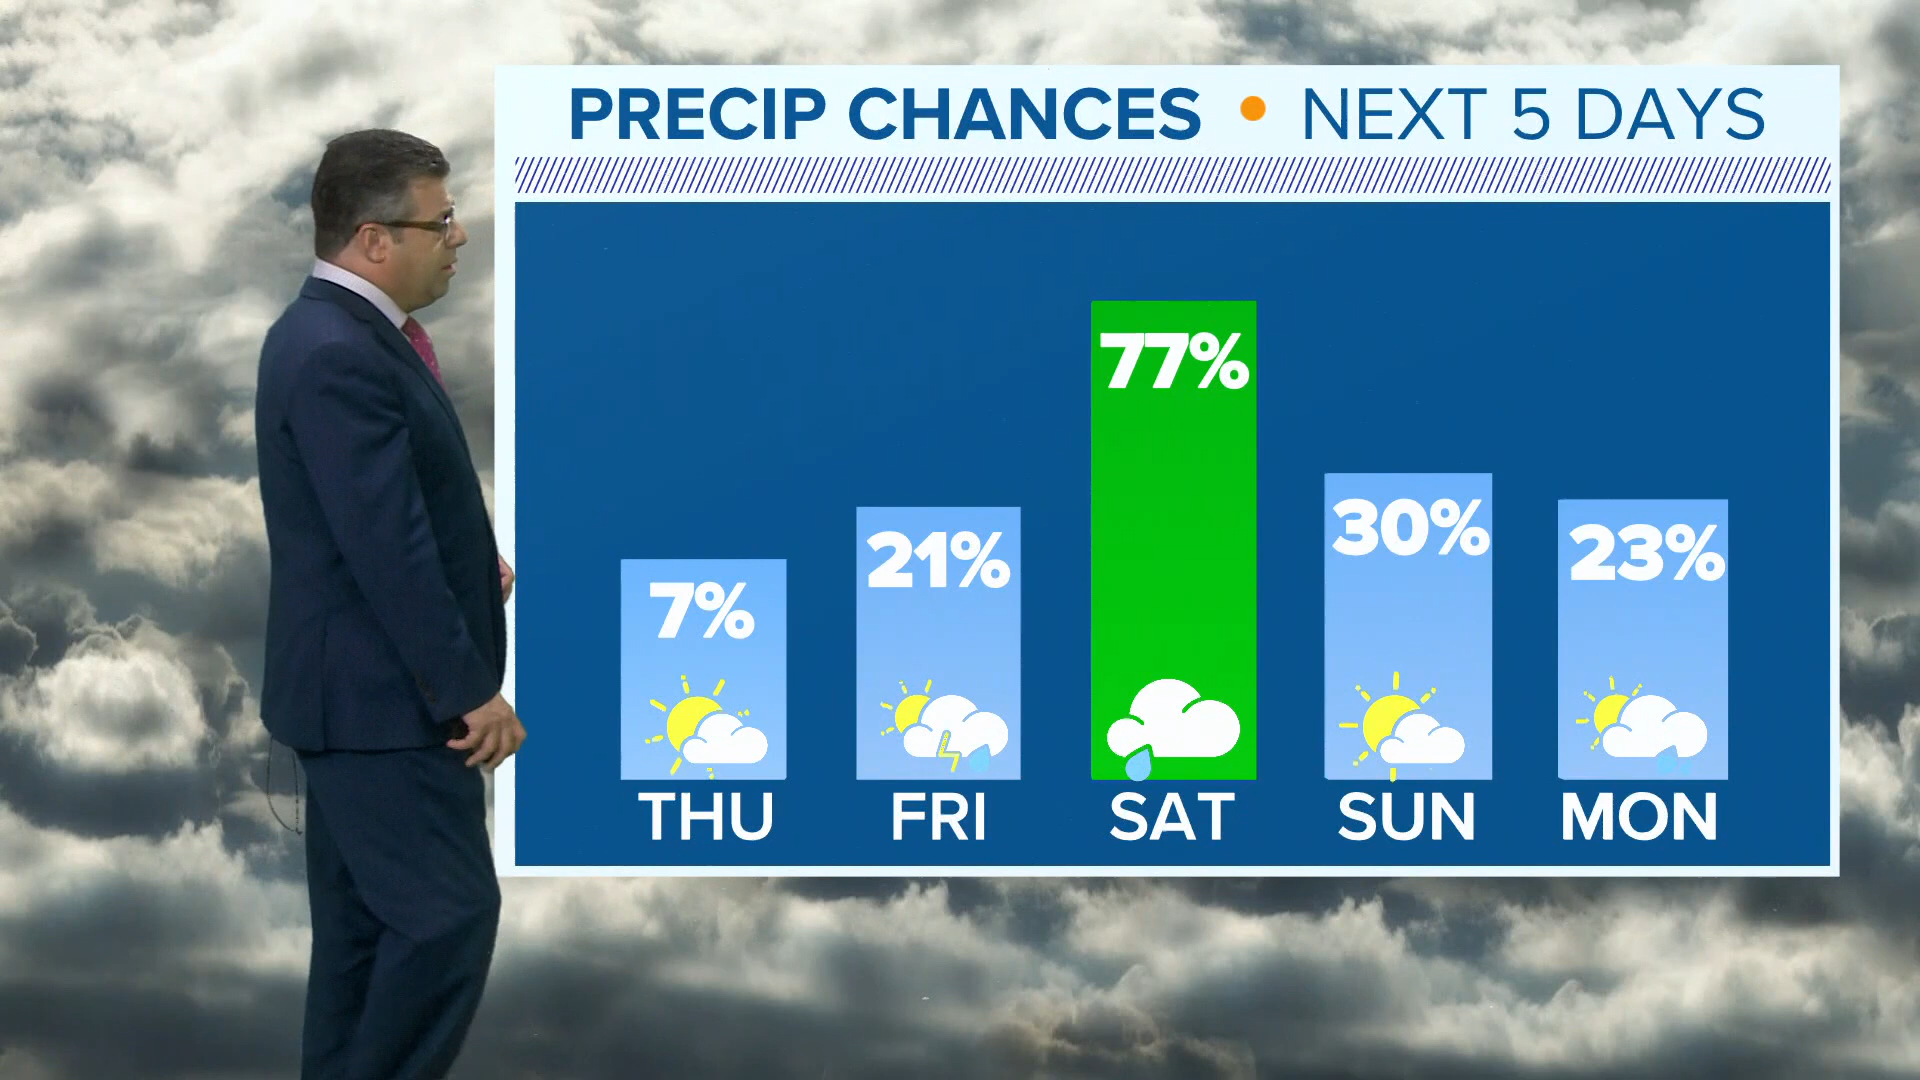 PRECIP CHANCES • NEXT 5 DAYS
7% 21% 77% 30% 23%
THU FRI SAT SUN MON